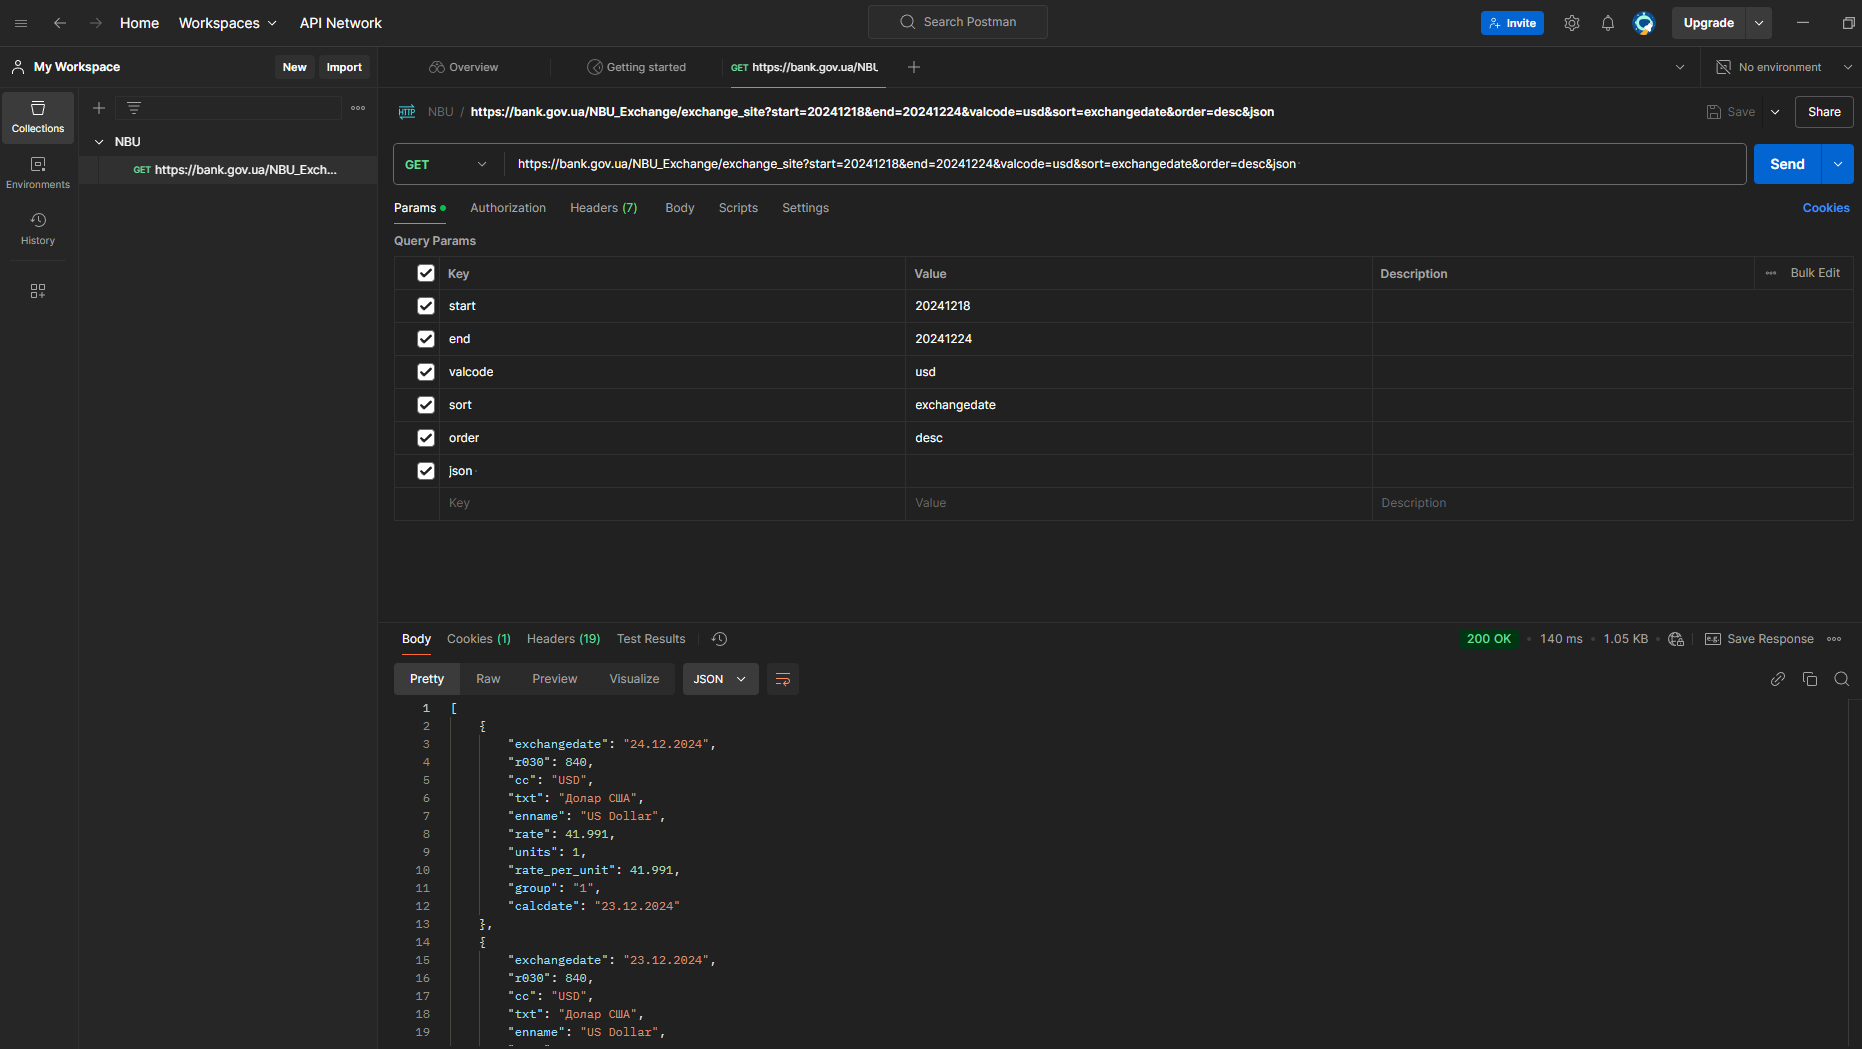 Home Workspaces API Network Search Postman Invite Upgrade
My Workspace New Import Overview Getting started GET https://bank.gov.ua/NBU No environment
Collections
Environments
History
NBU
GET https://bank.gov.ua/NBU_Exch...
HTTP NBU / https://bank.gov.ua/NBU_Exchange/exchange_site?start=20241218&end=20241224&valcode=usd&sort=exchangedate&order=desc&json Save Share
GET https://bank.gov.ua/NBU_Exchange/exchange_site?start=20241218&end=20241224&valcode=usd&sort=exchangedate&order=desc&json Send
Params Authorization Headers (7) Body Scripts Settings Cookies
Query Params
Key Value Description Bulk Edit
start 20241218
end 20241224
valcode usd
sort exchangedate
order desc
json
Key Value Description
Body Cookies (1) Headers (19) Test Results 200 OK 140 ms 1.05 KB e.g. Save Response
Pretty Raw Preview Visualize JSON
1 [
2 {
3 "exchangedate": "24.12.2024",
4 "r030": 840,
5 "cc": "USD",
6 "txt": "Долар США",
7 "enname": "US Dollar",
8 "rate": 41.991,
9 "units": 1,
10 "rate_per_unit": 41.991,
11 "group": "1",
12 "calcdate": "23.12.2024"
13 },
14 {
15 "exchangedate": "23.12.2024",
16 "r030": 840,
17 "cc": "USD",
18 "txt": "Долар США",
19 "enname": "US Dollar",